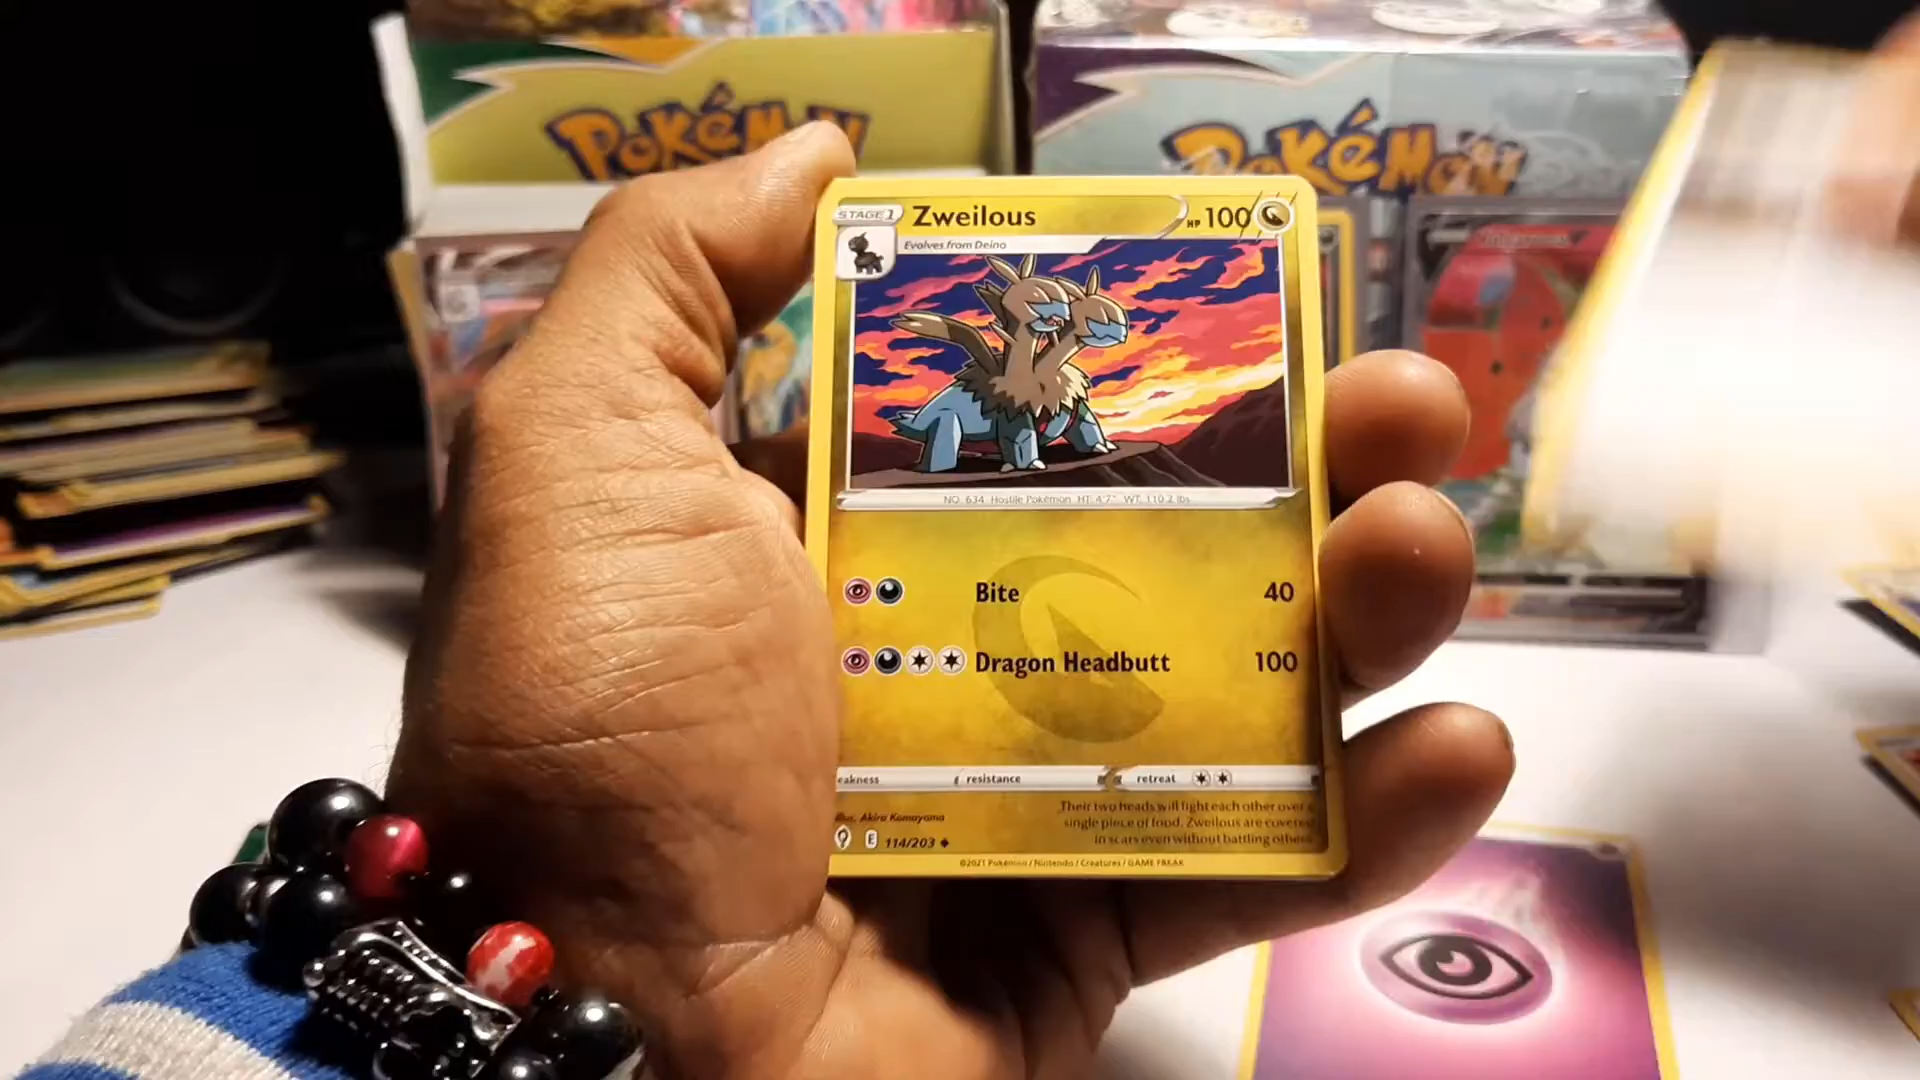 POKéMON
POKéMON
STAGE 1
Zweilous
HP 100
Evolves from Deino
NO. 634 Hostile Pokémon HT: 4'7" WT: 110.2 lbs
Bite 40
Dragon Headbutt 100
eakness resistance retreat
Illus. Akira Komayama
Their two heads will fight each other over a
single piece of food. Zweilous are covered
in scars even without battling others.
E 114/203
©2021 Pokémon / Nintendo / Creatures / GAME FREAK